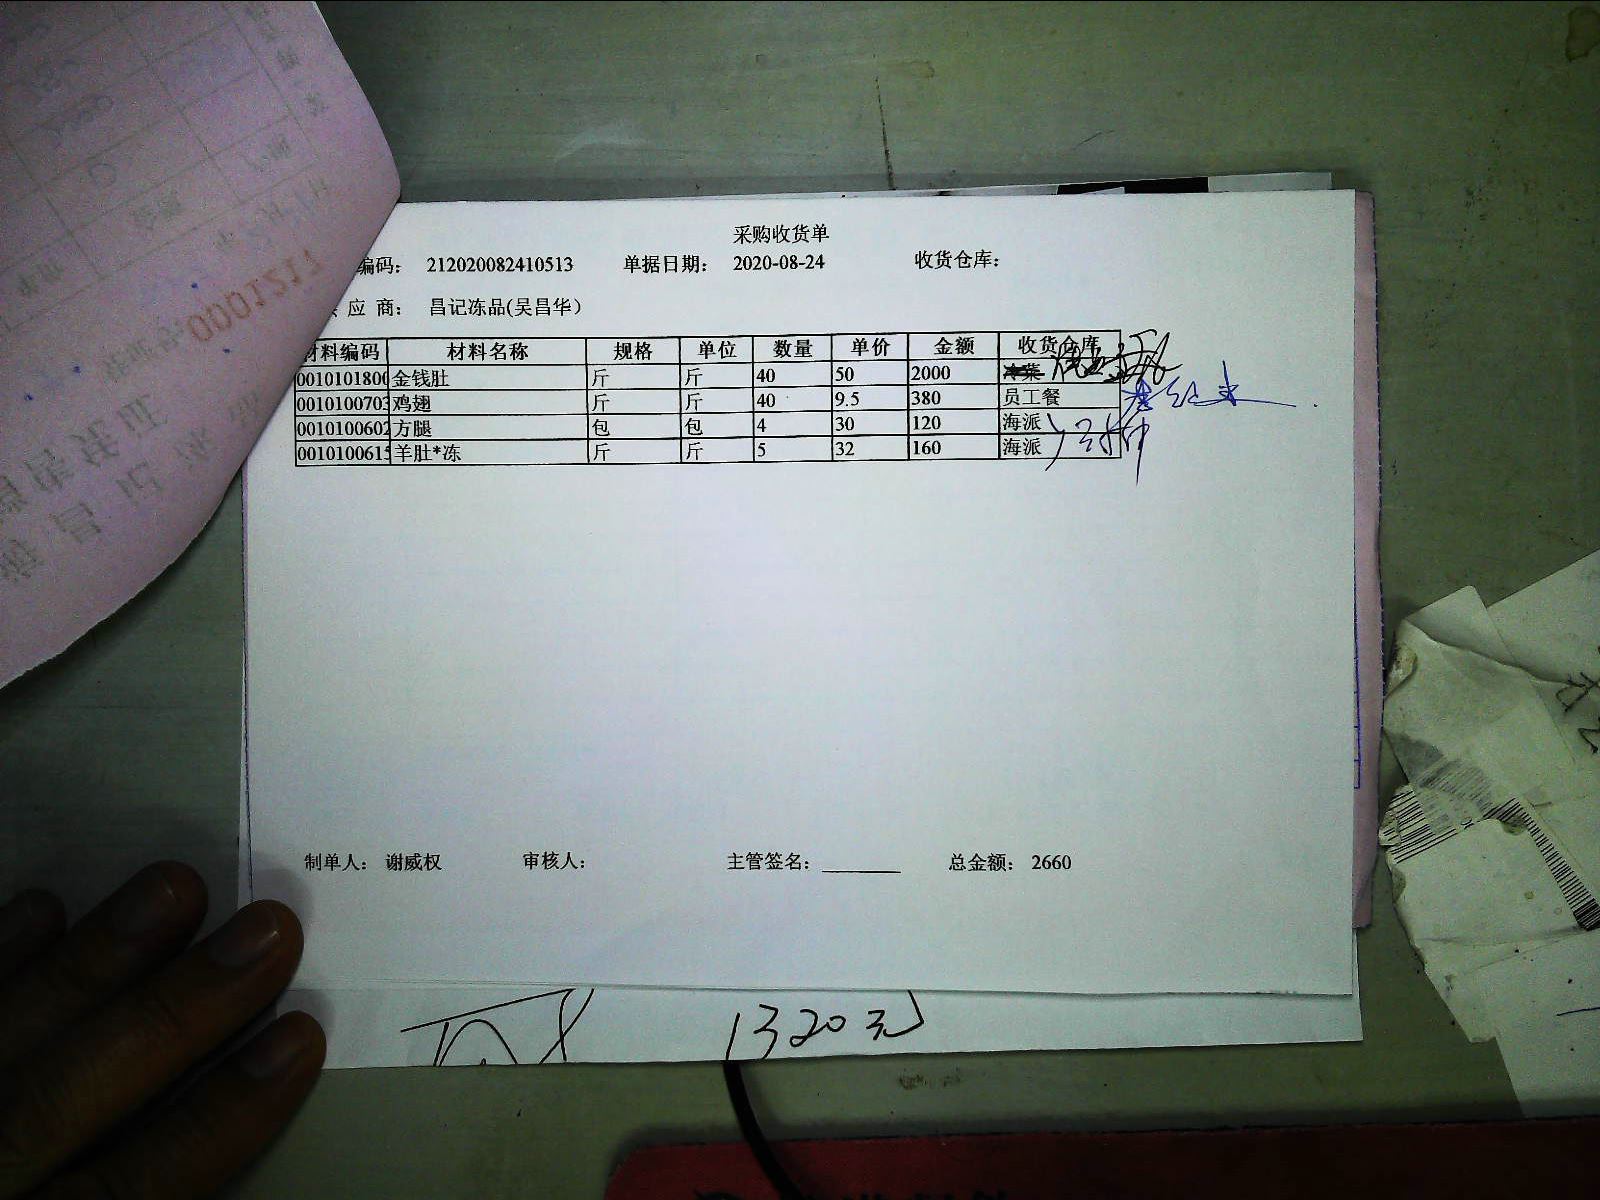 采购收货单
编码： 212020082410513 单据日期： 2020-08-24 收货仓库：
应 商： 昌记冻品(吴昌华)
材料编码 材料名称 规格 单位 数量 单价 金额 收货仓库
0010101800 金钱肚 斤 斤 40 50 2000
0010100703 鸡翅 斤 斤 40 9.5 380 员工餐
0010100602 方腿 包 包 4 30 120 海派
0010100615 羊肚*冻 斤 斤 5 32 160 海派
制单人： 谢威权 审核人： 主管签名： 总金额： 2660
1320元
0001217